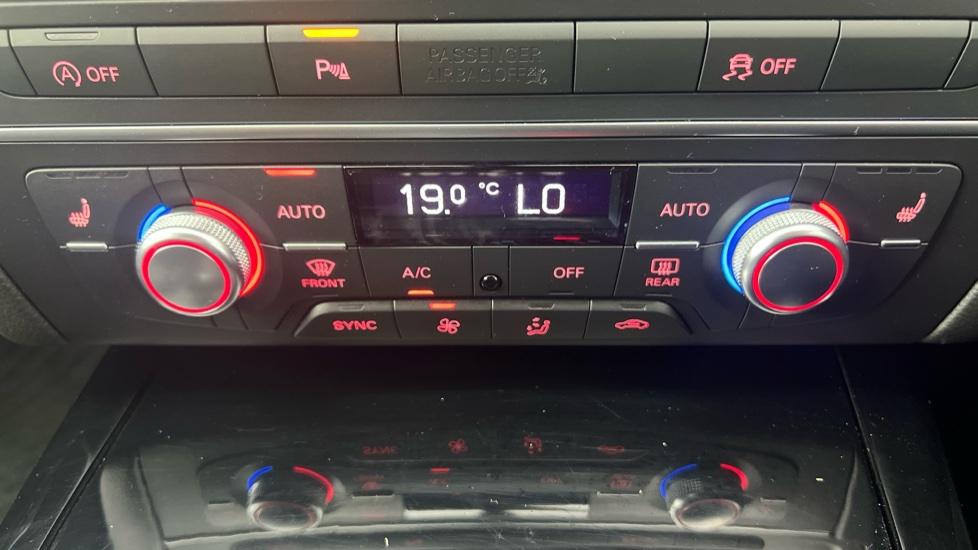 A OFF
P
PASSENGER
AIRBAG OFF
OFF
AUTO
19.0 °C LO
AUTO
FRONT
A/C
OFF
REAR
SYNC